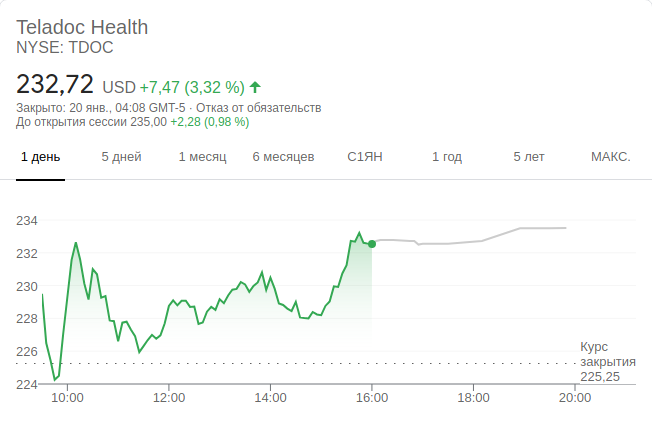 Teladoc Health
NYSE: TDOC
232,72 USD +7,47 (3,32 %)
Закрыто: 20 янв., 04:08 GMT-5 · Отказ от обязательств
До открытия сессии 235,00 +2,28 (0,98 %)
1 день 5 дней 1 месяц 6 месяцев С1ЯН 1 год 5 лет МАКС.
234
232
230
228
226
224
Курс
закрытия
225,25
10:00 12:00 14:00 16:00 18:00 20:00